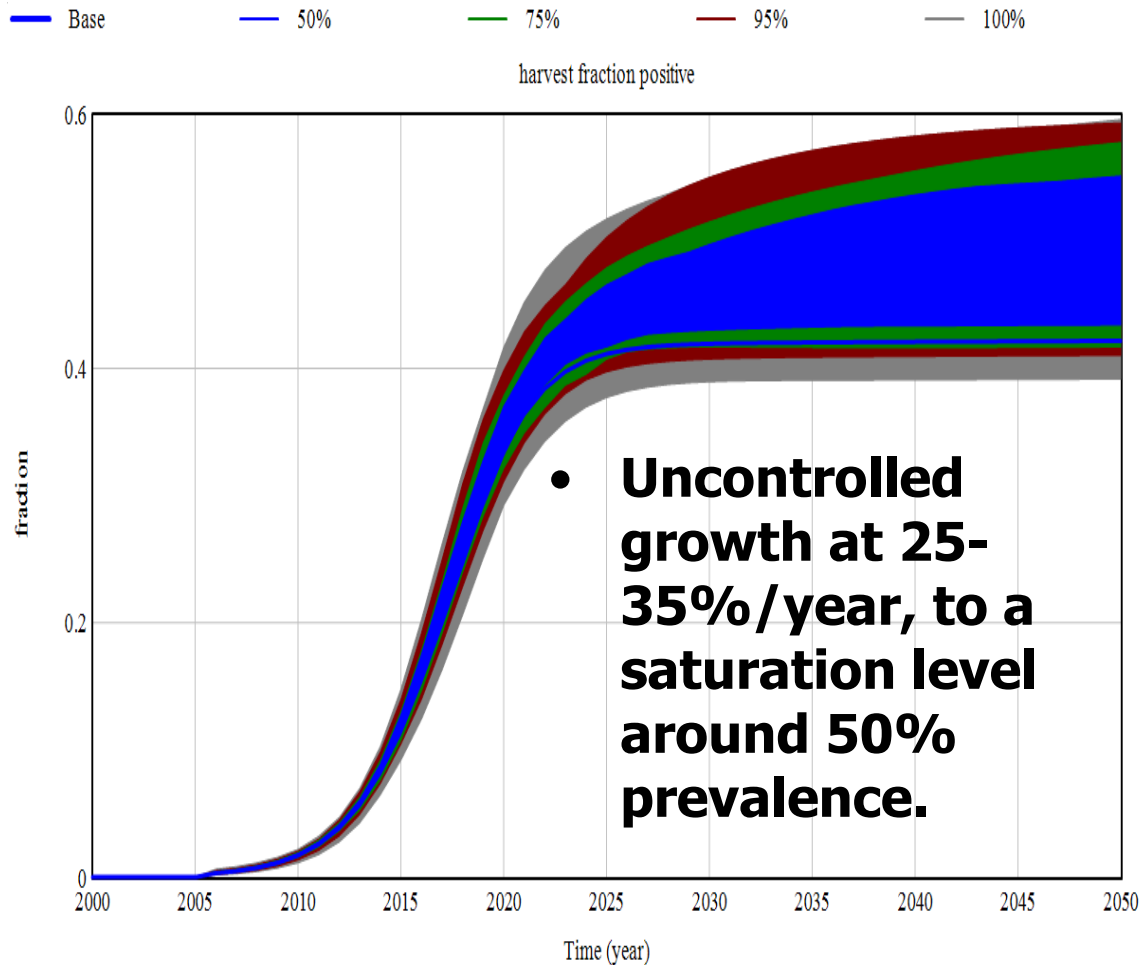 Base 50% 75% 95% 100%
harvest fraction positive
0.6
0.4
0.2
0
fraction
• Uncontrolled
growth at 25-
35%/year, to a
saturation level
around 50%
prevalence.
2000 2005 2010 2015 2020 2025 2030 2035 2040 2045 2050
Time (year)